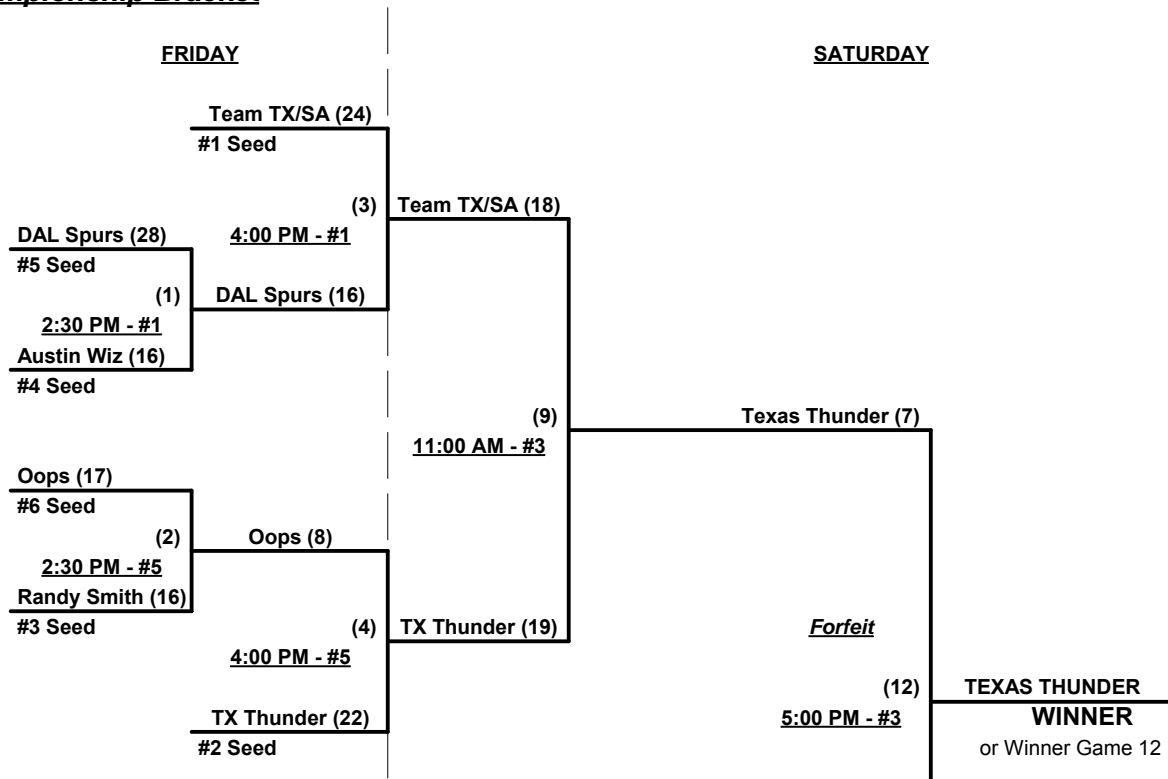 FRIDAY
SATURDAY
Team TX/SA (24)
#1 Seed
(3)
Team TX/SA (18)
4:00 PM - #1
DAL Spurs (28)
#5 Seed
(1)
DAL Spurs (16)
2:30 PM - #1
Austin Wiz (16)
#4 Seed
(9)
Texas Thunder (7)
11:00 AM - #3
Oops (17)
#6 Seed
(2)
Oops (8)
2:30 PM - #5
Randy Smith (16)
#3 Seed
(4)
TX Thunder (19)
Forfeit
4:00 PM - #5
(12)
TEXAS THUNDER
TX Thunder (22)
5:00 PM - #3
WINNER
#2 Seed
or Winner Game 12